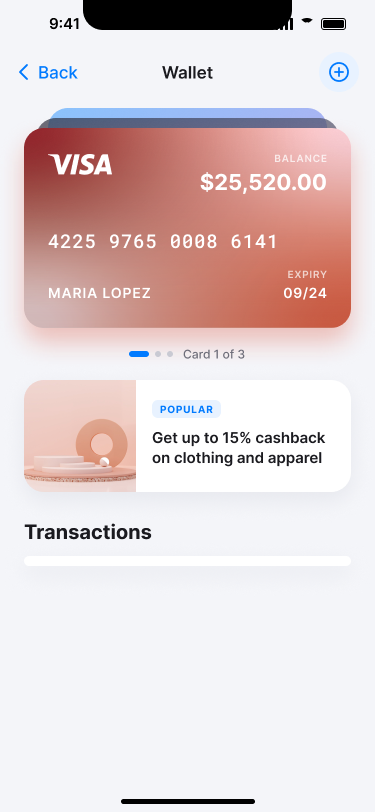 9:41
Back
Wallet
VISA
BALANCE
$25,520.00
4225 9765 0008 6141
EXPIRY
MARIA LOPEZ
09/24
Card 1 of 3
POPULAR
Get up to 15% cashback
on clothing and apparel
Transactions